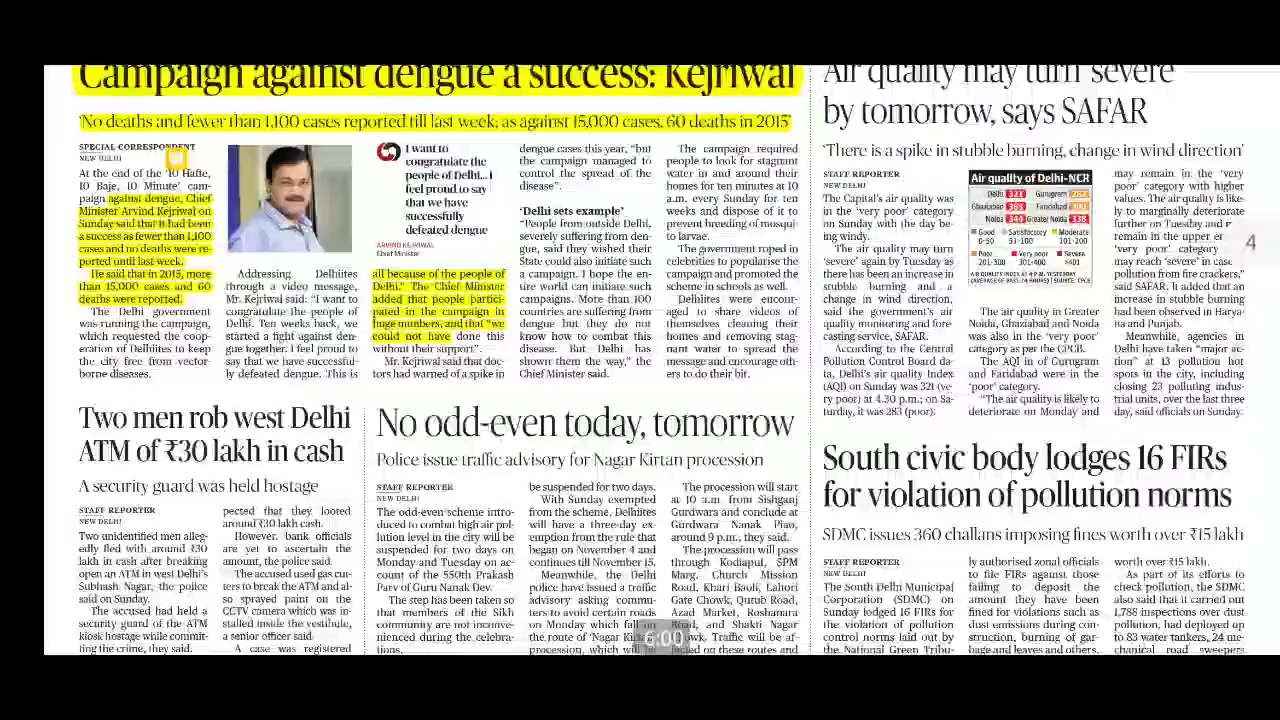 Campaign against dengue a success: Kejriwal
'No deaths and fewer than 1,100 cases reported till last week; as against 15,000 cases, 60 deaths in 2015'
SPECIAL CORRESPONDENT
NEW DELHI
At the end of the '10 Hafte,
10 Baje, 10 Minute' cam-
paign against dengue, Chief
Minister Arvind Kejriwal on
Sunday said that it had been
a success as fewer than 1,100
cases and no deaths were re-
ported until last week.
He said that in 2015, more
than 15,000 cases and 60
deaths were reported.
The Delhi government
was running the campaign,
which requested the coop-
eration of Delhiites to keep
the city free from vector-
borne diseases.
Addressing Delhiites
through a video message,
Mr. Kejriwal said: "I want to
congratulate the people of
Delhi. Ten weeks back, we
started a fight against den-
gue together. I feel proud to
say that we have successful-
ly defeated dengue. This is
I want to
congratulate the
people of Delhi... I
feel proud to say
that we have
successfully
defeated dengue
ARVIND KEJRIWAL
Chief Minister
all because of the people of
Delhi." The Chief Minister
added that people partici-
pated in the campaign in
huge numbers, and that "we
could not have done this
without their support".
Mr. Kejriwal said that doc-
tors had warned of a spike in
dengue cases this year, "but
the campaign managed to
control the spread of the
disease".
'Delhi sets example'
"People from outside Delhi,
severely suffering from den-
gue, said they wished their
State could also initiate such
a campaign. I hope the en-
ire world can initiate such
campaigns. More than 100
countries are suffering from
dengue but they do not
know how to combat this
disease. But Delhi has
shown them the way," the
Chief Minister said.
The campaign required
people to look for stagnant
water in and around their
homes for ten minutes at 10
a.m. every Sunday for ten
weeks and dispose of it to
prevent breeding of mosqui-
to larvae.
The government roped in
celebrities to popularise the
campaign and promoted the
scheme in schools as well.
Delhiites were encour-
aged to share videos of
themselves cleaning their
homes and removing stag-
nant water to spread the
message and encourage oth-
ers to do their bit.
Air quality may turn 'severe'
by tomorrow, says SAFAR
'There is a spike in stubble burning, change in wind direction'
STAFF REPORTER
NEW DELHI
The Capital's air quality was
in the 'very poor' category
on Sunday with the day be-
ing windy.
The air quality may turn
'severe' again by Tuesday as
there has been an increase in
stubble burning and a
change in wind direction,
said the government's air
quality monitoring and fore-
casting service, SAFAR.
According to the Central
Pollution Control Board da-
ta, Delhi's air quality Index
(AQI) on Sunday was 321 (ve-
ry poor) at 4.30 p.m.; on Sa-
turday, it was 283 (poor).
Air quality of Delhi-NCR
Delhi 321 Gurugram
Ghaziabad 369 Faridabad
Noida 344 Greater Noida 338
Good Satisfactory Moderate
0-50 51-100 101-200
Poor Very poor Severe
201-300 301-400 >401
AIR QUALITY INDEX AT 4 P.M. YESTERDAY
(AVERAGE OF PAST 24 HOURS) SOURCE: CPCB
The air quality in Greater
Noida, Ghaziabad and Noida
was also in the 'very poor'
category as per the CPCB.
The AQI in of Gurugram
and Faridabad were in the
'poor' category.
"The air quality is likely to
deteriorate on Monday and
may remain in the 'very
poor' category with higher
values. The air quality is like-
ly to marginally deteriorate
further on Tuesday and
remain in the upper
'very poor' category
may reach 'severe' in case
pollution from fire crackers,"
said SAFAR. It added that an
increase in stubble burning
had been observed in Harya-
na and Punjab.
Meanwhile, agencies in
Delhi have taken "major ac-
tion" at 13 pollution hot
spots in the city, including
closing 23 polluting indus-
trial units, over the last three
day, said officials on Sunday.
4
Two men rob west Delhi
ATM of ₹30 lakh in cash
A security guard was held hostage
STAFF REPORTER
NEW DELHI
Two unidentified men alleg-
edly fled with around ₹30
lakh in cash after breaking
open an ATM in west Delhi's
Subhash Nagar, the police
said on Sunday.
The accused had held a
security guard of the ATM
kiosk hostage while commit-
ting the crime, they said.
pected that they looted
around ₹30 lakh cash.
However, bank officials
are yet to ascertain the
amount, the police said.
The accused used gas cut-
ters to break the ATM and al-
so sprayed paint on the
CCTV camera which was in-
stalled inside the vestibule,
a senior officer said.
A case was registered
No odd-even today, tomorrow
Police issue traffic advisory for Nagar Kirtan procession
STAFF REPORTER
NEW DELHI
The odd-even scheme intro-
duced to combat high air pol-
lution level in the city will be
suspended for two days on
Monday and Tuesday on ac-
count of the 550th Prakash
Parv of Guru Nanak Dev.
The step has been taken so
that members of the Sikh
community are not inconve-
nienced during the celebra-
tions.
be suspended for two days.
With Sunday exempted
from the scheme, Delhiites
will have a three-day ex-
emption from the rule that
began on November 4 and
continues till November 15.
Meanwhile, the Delhi
police have issued a traffic
advisory asking commu-
ters to avoid certain roads
on Monday which fall on
the route of 'Nagar Kirtan'
procession, which will be
The procession will start
at 10 a.m from Sishganj
Gurdwara and conclude at
Gurdwara Nanak Piao,
around 9 p.m., they said.
The procession will pass
through Kodiapul, SPM
Marg, Church Mission
Road, Khari Baoli, Lahori
Gate Chowk, Qutub Road,
Azad Market, Roshanara
Road, and Shakti Nagar
Traffic will be af-
on these routes and
6:00
South civic body lodges 16 FIRs
for violation of pollution norms
SDMC issues 360 challans imposing fines worth over ₹15 lakh
STAFF REPORTER
NEW DELHI
The South Delhi Municipal
Corporation (SDMC) on
Sunday lodged 16 FIRs for
the violation of pollution
control norms laid out by
the National Green Tribu-
ly authorised zonal officials
to file FIRs against those
failing to deposit the
amount they have been
fined for violations such as
dust emissions during con-
struction, burning of gar-
bage and leaves and others.
worth over ₹15 lakh.
As part of its efforts to
check pollution, the SDMC
also said that it carried out
1,788 inspections over dust
pollution, had deployed up
to 83 water tankers, 24 me-
chanical road sweepers